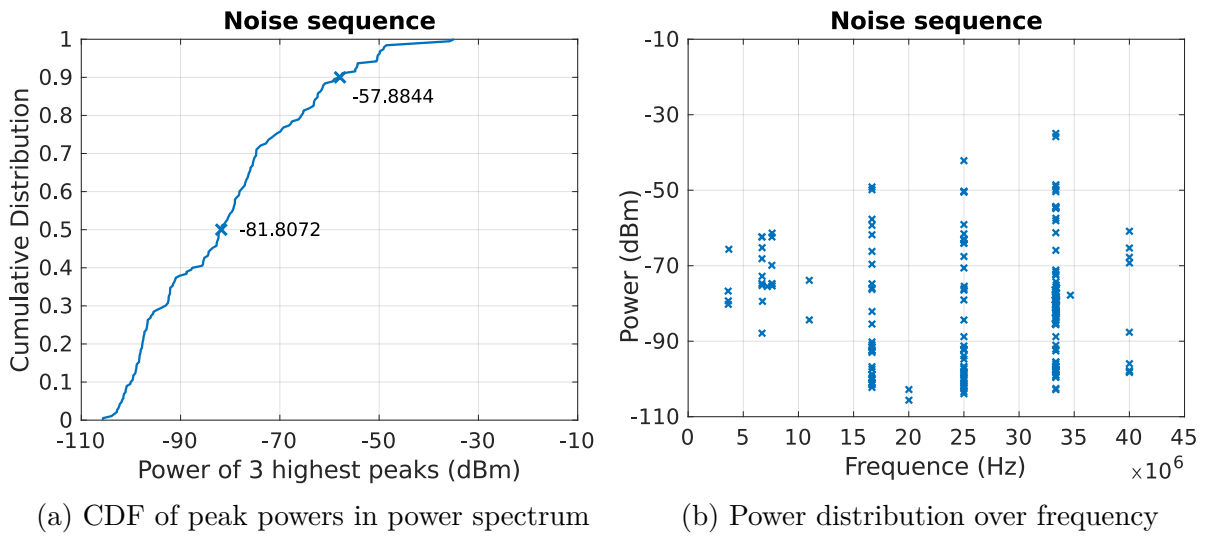 Noise sequence
1
0.9
0.8
0.7
0.6
0.5
0.4
0.3
0.2
0.1
0
Cumulative Distribution
-57.8844
-81.8072
-110 -90 -70 -50 -30 -10
Power of 3 highest peaks (dBm)
(a) CDF of peak powers in power spectrum
Noise sequence
-10
-30
-50
-70
-90
-110
Power (dBm)
0 5 10 15 20 25 30 35 40 45
Frequence (Hz)
×10^6
(b) Power distribution over frequency